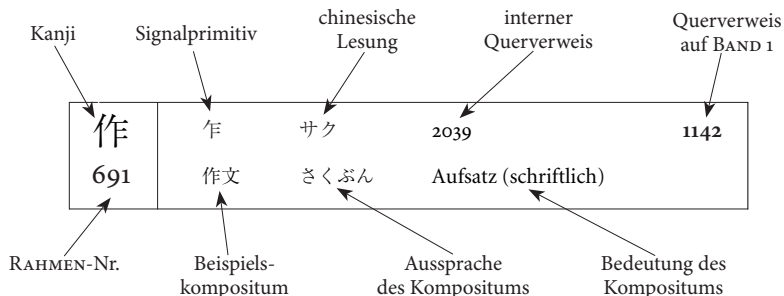 Kanji
Signalprimitiv
chinesische
Lesung
interner
Querverweis
Querverweis
auf BAND 1
作 乍 サク 2039 1142
691 作文 さくぶん Aufsatz (schriftlich)
RAHMEN-Nr.
Beispiels-
kompositum
Aussprache
des Kompositums
Bedeutung des
Kompositums